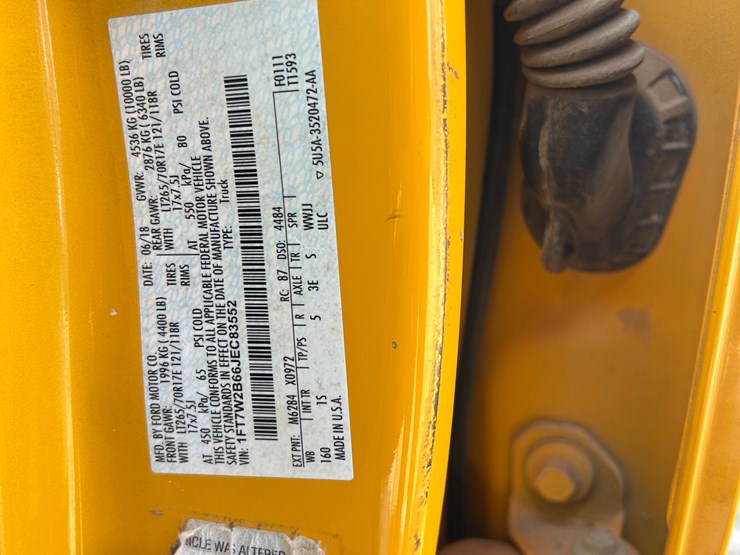 MFD. BY FORD MOTOR CO.
DATE: 06/18 GVWR: 4536 KG (10000 LB)
FRONT GAWR: 1996 KG ( 4400 LB) REAR GAWR: 2876 KG ( 6340 LB)
WITH LT265/70R17E 121/118R TIRES WITH LT265/70R17E 121/118R TIRES
17x7.5J RIMS 17x7.5J RIMS
AT 450 kPa/ 65 PSI COLD AT 550 kPa/ 80 PSI COLD
THIS VEHICLE CONFORMS TO ALL APPLICABLE FEDERAL MOTOR VEHICLE
SAFETY STANDARDS IN EFFECT ON THE DATE OF MANUFACTURE SHOWN ABOVE.
VIN: 1FT7W2B66JEC83552 TYPE: Truck
EXT PNT: M6284 X0972 RC: 87 DSO: 4484 F0111
WB INT TR TP/PS R AXLE TR SPR T1593
160 1S 5 3E S WWJJ
MADE IN U.S.A. ULC ▽ 5U5A-3520472-AA
ICLE WAS ALTERED